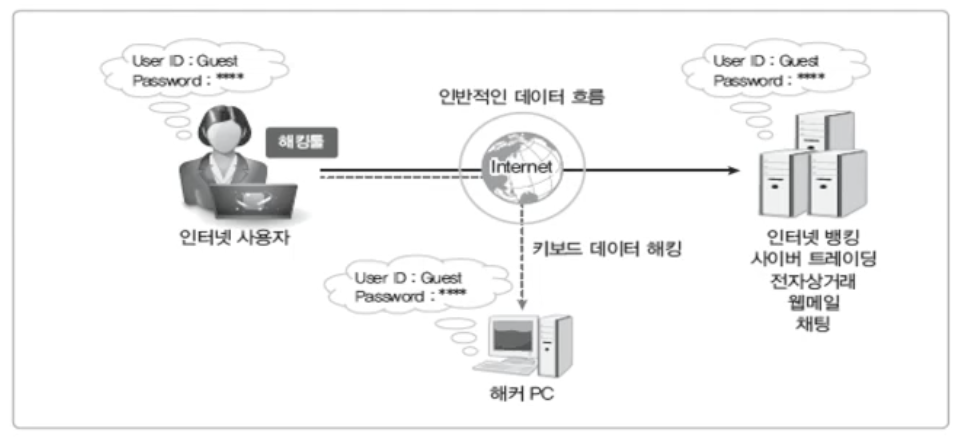 User ID : Guest
Password : ****
User ID : Guest
Password : ****
인반적인 데이터 흐름
해킹툴
Internet
인터넷 사용자
키보드 데이터 해킹
인터넷 뱅킹
사이버 트레이딩
전자상거래
웹메일
채팅
User ID : Guest
Password : ****
해커 PC